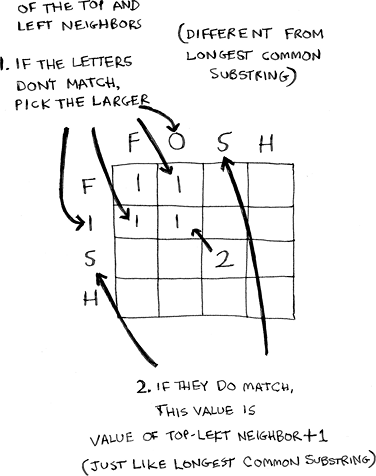 OF THE TOP AND
LEFT NEIGHBORS
(DIFFERENT FROM
LONGEST COMMON
SUBSTRING)
1. IF THE LETTERS
DONT MATCH,
PICK THE LARGER
F O S H
F 1 1
I 1 1
S 2
H
2. IF THEY DO MATCH,
THIS VALUE IS
VALUE OF TOP-LEFT NEIGHBOR+1
(JUST LIKE LONGEST COMMON SUBSTRING)